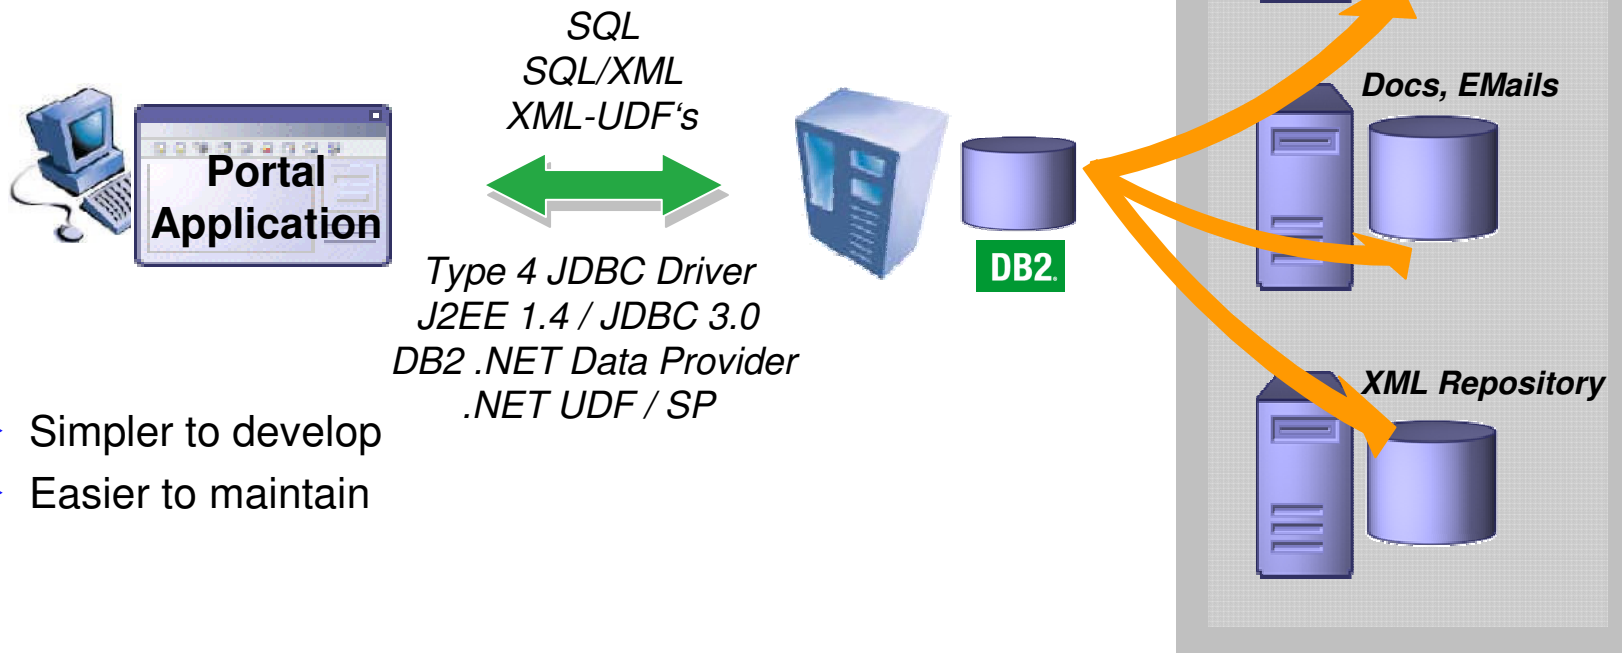 SQL
SQL/XML
XML-UDF‘s
Portal
Application
Type 4 JDBC Driver
J2EE 1.4 / JDBC 3.0
DB2 .NET Data Provider
.NET UDF / SP
DB2.
Docs, EMails
XML Repository
Simpler to develop
Easier to maintain